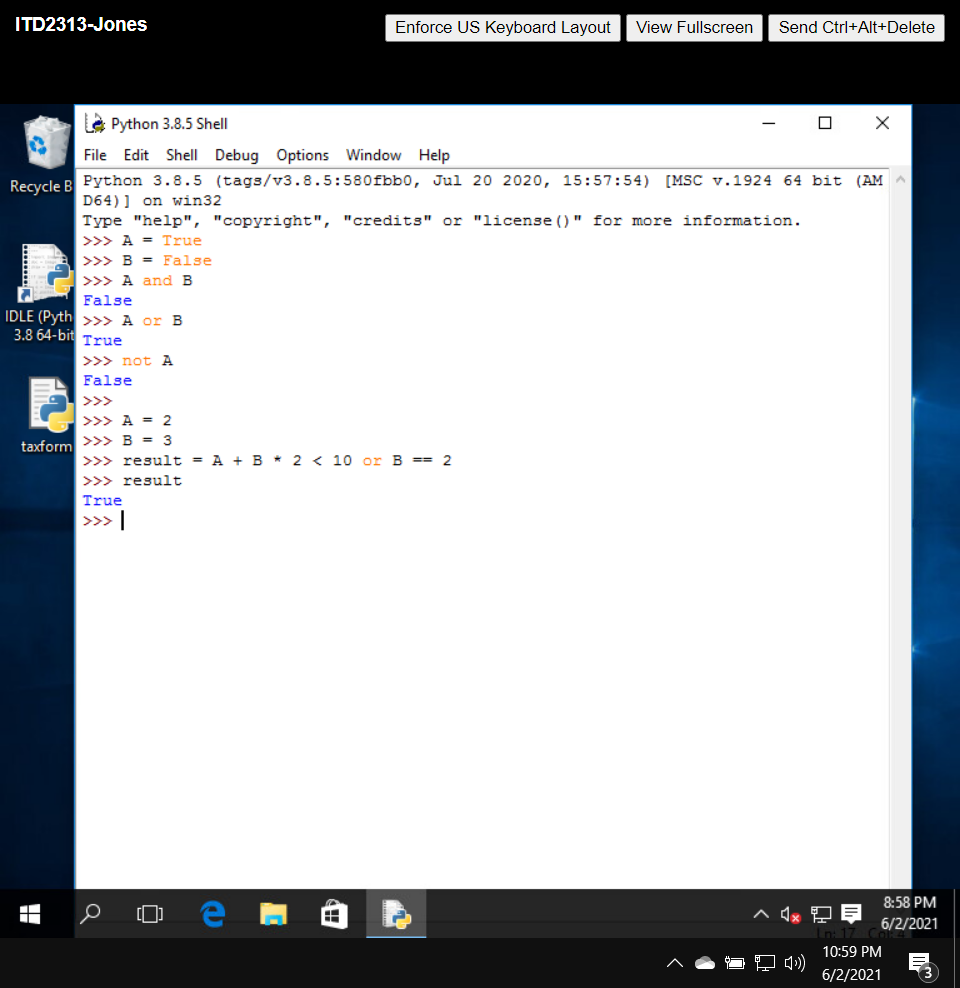 ITD2313-Jones
Enforce US Keyboard Layout
View Fullscreen
Send Ctrl+Alt+Delete
Recycle B
IDLE (Pyth
3.8 64-bit
taxform
Python 3.8.5 Shell
File Edit Shell Debug Options Window Help
Python 3.8.5 (tags/v3.8.5:580fbb0, Jul 20 2020, 15:57:54) [MSC v.1924 64 bit (AM
D64)] on win32
Type "help", "copyright", "credits" or "license()" for more information.
>>> A = True
>>> B = False
>>> A and B
False
>>> A or B
True
>>> not A
False
>>>
>>> A = 2
>>> B = 3
>>> result = A + B * 2 < 10 or B == 2
>>> result
True
>>>
8:58 PM
6/2/2021
Ln: 17 Col: 4
10:59 PM
6/2/2021
3